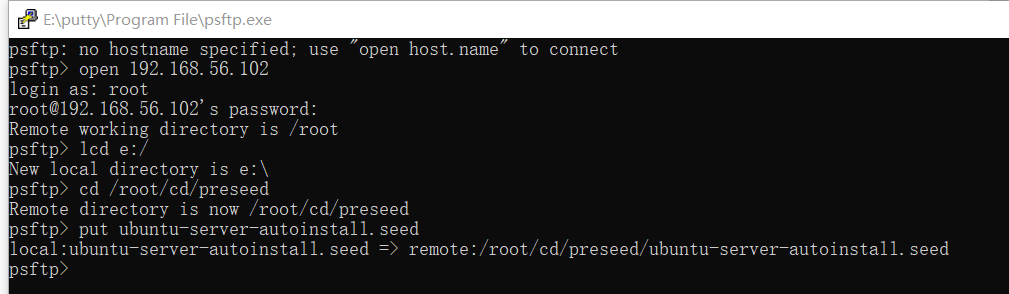 E:\putty\Program File\psftp.exe
psftp: no hostname specified; use "open host.name" to connect
psftp> open 192.168.56.102
login as: root
root@192.168.56.102's password:
Remote working directory is /root
psftp> lcd e:/
New local directory is e:\
psftp> cd /root/cd/preseed
Remote directory is now /root/cd/preseed
psftp> put ubuntu-server-autoinstall.seed
local:ubuntu-server-autoinstall.seed => remote:/root/cd/preseed/ubuntu-server-autoinstall.seed
psftp>